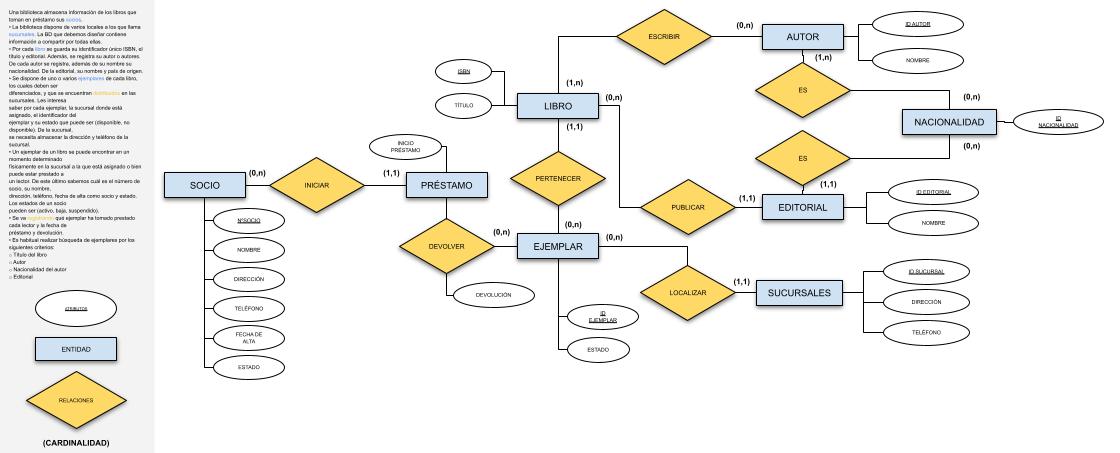 Una biblioteca almacena información de los libros que
toman en préstamo sus socios.
• La biblioteca dispone de varios locales a los que llama
sucursales. La BD que debemos diseñar contiene
información a compartir por todas ellas.
• Por cada libro se guarda su identificador único ISBN, el
título y editorial. Además, se registra su autor o autores.
De cada autor se registra, además de su nombre su
nacionalidad. De la editorial, su nombre y país de origen.
• Se dispone de uno o varios ejemplares de cada libro,
los cuales deben ser
diferenciados, y que se encuentran distribuidos en las
sucursales. Les interesa
saber por cada ejemplar, la sucursal donde está
asignado, el identificador del
ejemplar y su estado que puede ser (disponible, no
disponible). De la sucursal,
se necesita almacenar la dirección y teléfono de la
sucursal.
• Un ejemplar de un libro se puede encontrar en un
momento determinado
físicamente en la sucursal a la que está asignado o bien
puede estar prestado a
un lector. De este último sabemos cuál es el número de
socio, su nombre,
dirección, teléfono, fecha de alta como socio y estado.
Los estados de un socio
pueden ser (activo, baja, suspendido).
• Se va registrando qué ejemplar ha tomado prestado
cada lector y la fecha de
préstamo y devolución.
• Es habitual realizar búsqueda de ejemplares por los
siguientes criterios:
○ Título del libro
○ Autor
○ Nacionalidad del autor
○ Editorial
ATRIBUTOS
ENTIDAD
RELACIONES
(CARDINALIDAD)
ESCRIBIR
(0,n)
AUTOR
ID AUTOR
NOMBRE
(1,n)
ES
(0,n)
NACIONALIDAD
ID
NACIONALIDAD
(0,n)
ES
(1,1)
ISBN
TÍTULO
(1,n)
LIBRO
(0,n)
(1,1)
INICIO
PRÉSTAMO
SOCIO
(0,n)
INICIAR
(1,1)
PRÉSTAMO
PERTENECER
PUBLICAR
(1,1)
EDITORIAL
ID EDITORIAL
NOMBRE
NºSOCIO
NOMBRE
DIRECCIÓN
TELÉFONO
FECHA DE
ALTA
ESTADO
DEVOLVER
(0,n)
(0,n)
EJEMPLAR
(0,n)
DEVOLUCIÓN
LOCALIZAR
(1,1)
SUCURSALES
ID SUCURSAL
DIRECCIÓN
TELÉFONO
ID
EJEMPLAR
ESTADO